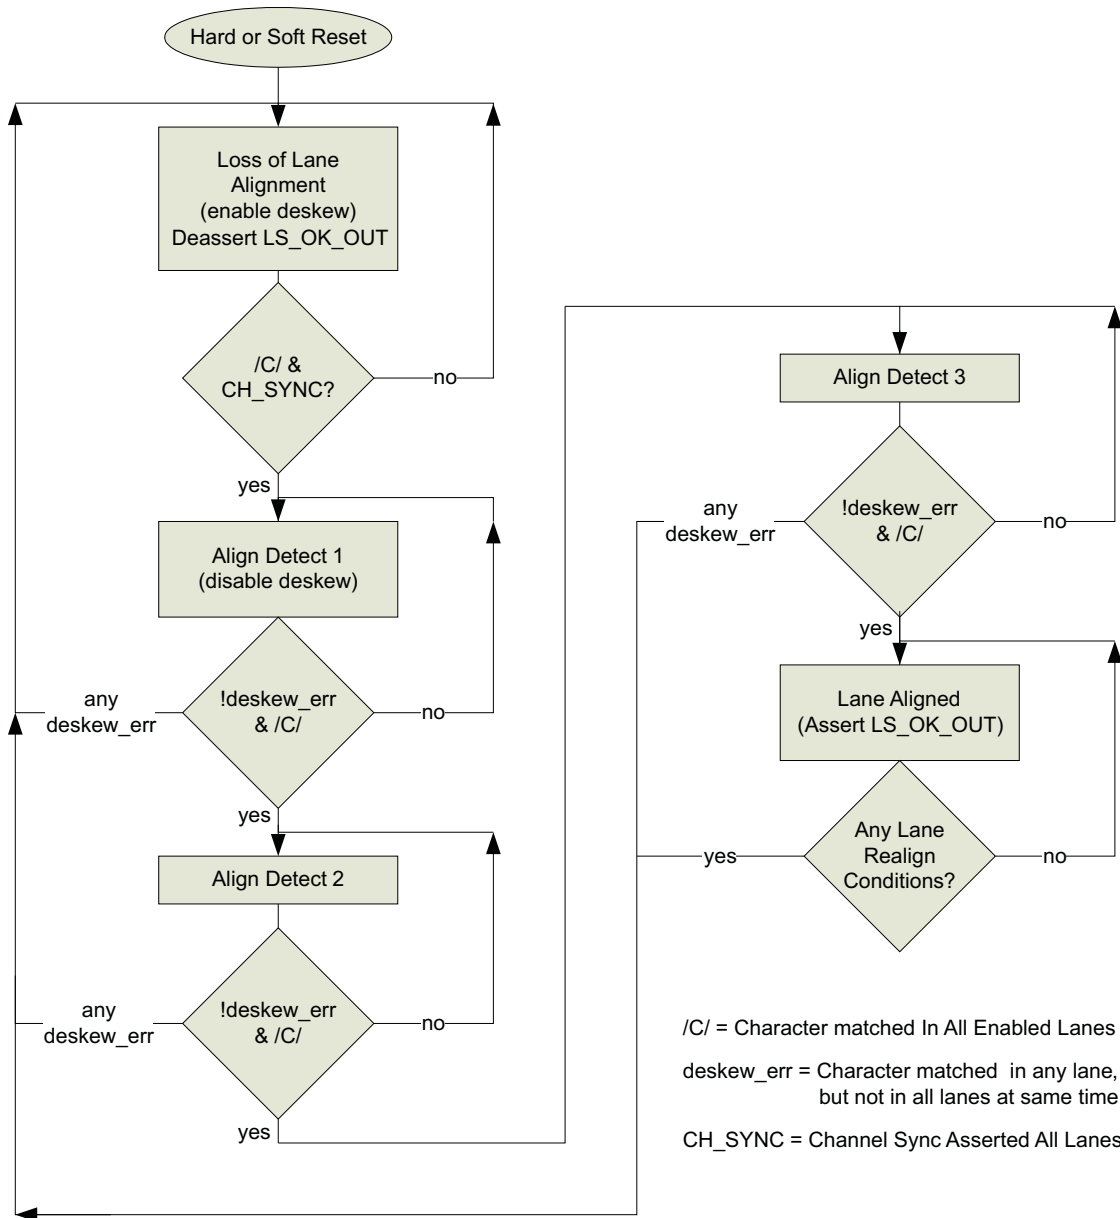 Hard or Soft Reset
Loss of Lane
Alignment
(enable deskew)
Deassert LS_OK_OUT
/C/ &
CH_SYNC?
no
yes
Align Detect 1
(disable deskew)
any
deskew_err
!deskew_err
& /C/
no
yes
Align Detect 2
any
deskew_err
!deskew_err
& /C/
no
yes
Align Detect 3
any
deskew_err
!deskew_err
& /C/
no
yes
Lane Aligned
(Assert LS_OK_OUT)
yes
Any Lane
Realign
Conditions?
no
/C/ = Character matched In All Enabled Lanes
deskew_err = Character matched in any lane,
but not in all lanes at same time
CH_SYNC = Channel Sync Asserted All Lanes